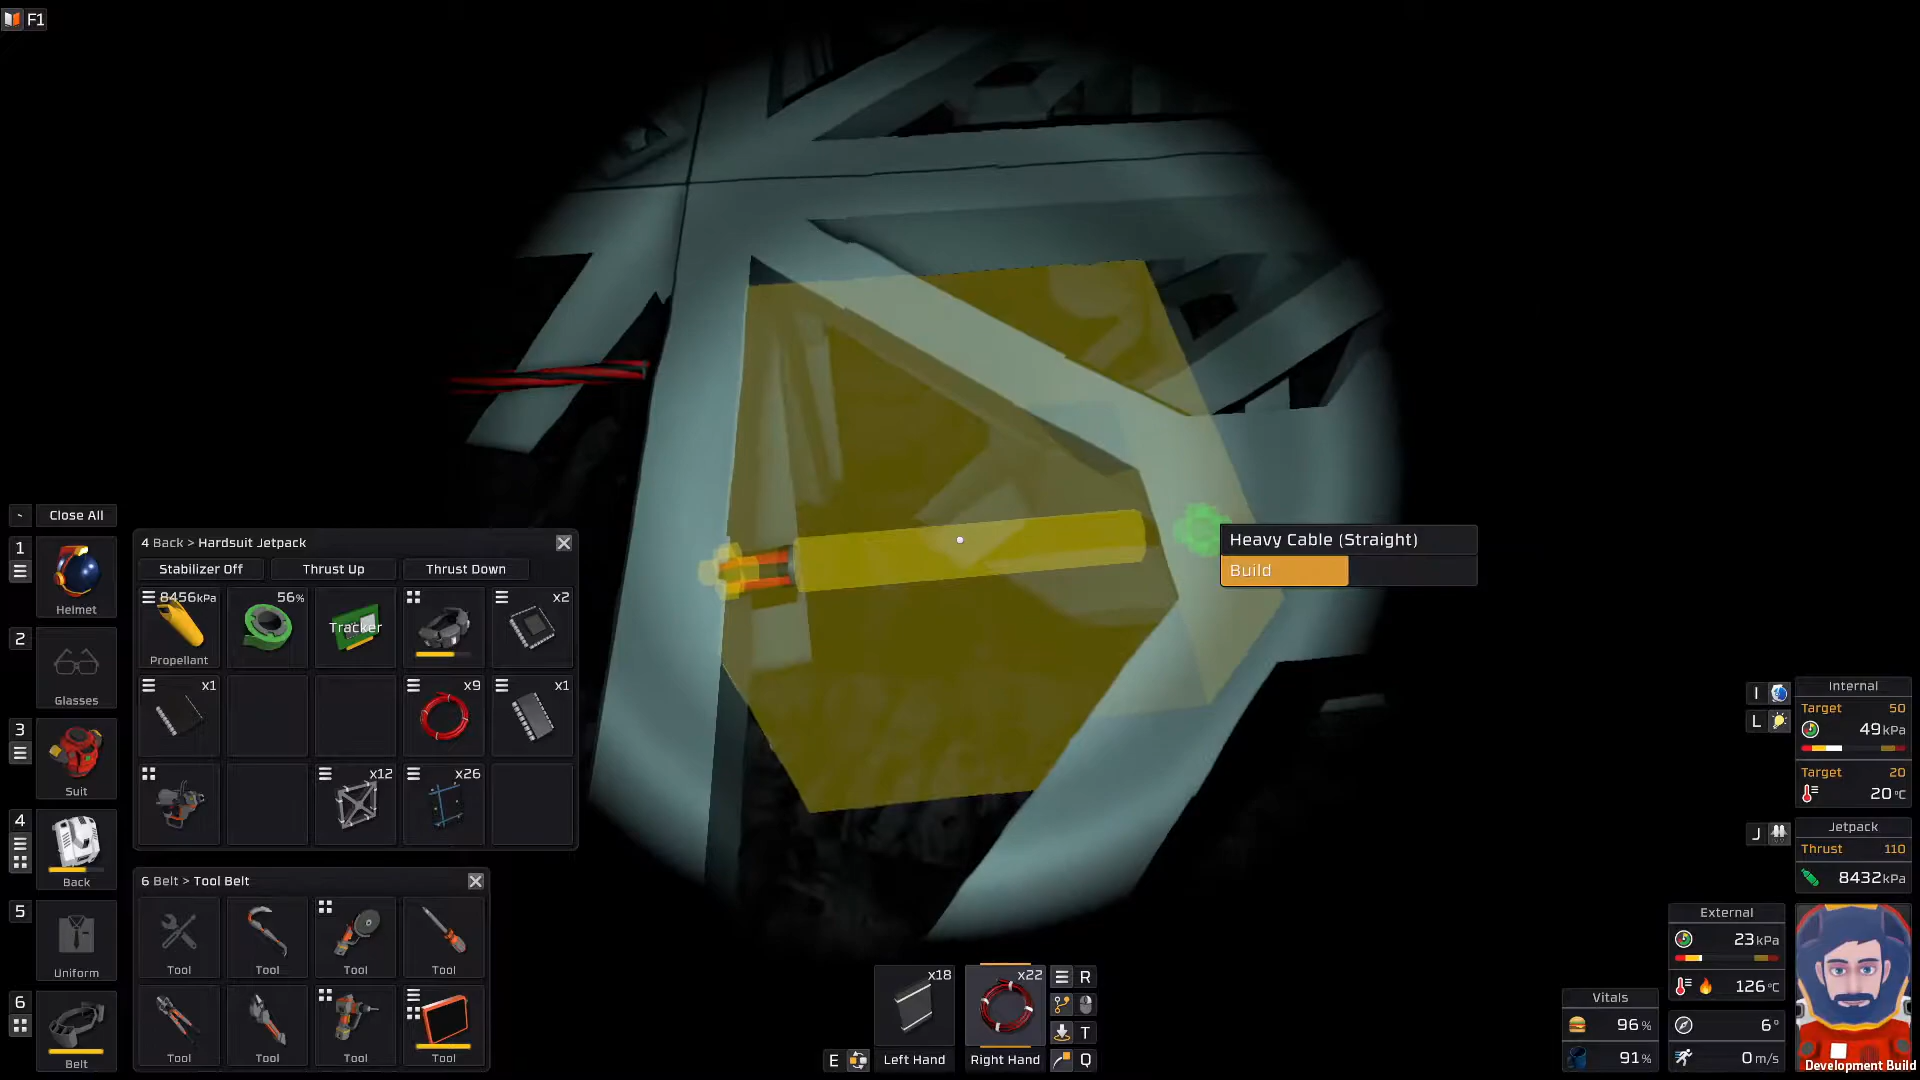 F1
Heavy Cable (Straight)
Build
~ Close All
1
Helmet
2
Glasses
3
Suit
4
Back
5
Uniform
6
Belt
4 Back > Hardsuit Jetpack
Stabilizer Off Thrust Up Thrust Down
8456kPa 56% x2
Tracker
Propellant
x1 x9 x1
x12 x26
6 Belt > Tool Belt
Tool Tool Tool Tool
Tool Tool Tool Tool
x18 x22 R
T
E Left Hand Right Hand Q
I Internal
Target 50
L 49kPa
Target 20
20°C
J Jetpack
Thrust 110
8432kPa
External
23kPa
126°C
Vitals
96% 6°
91% 0m/s
Development Build